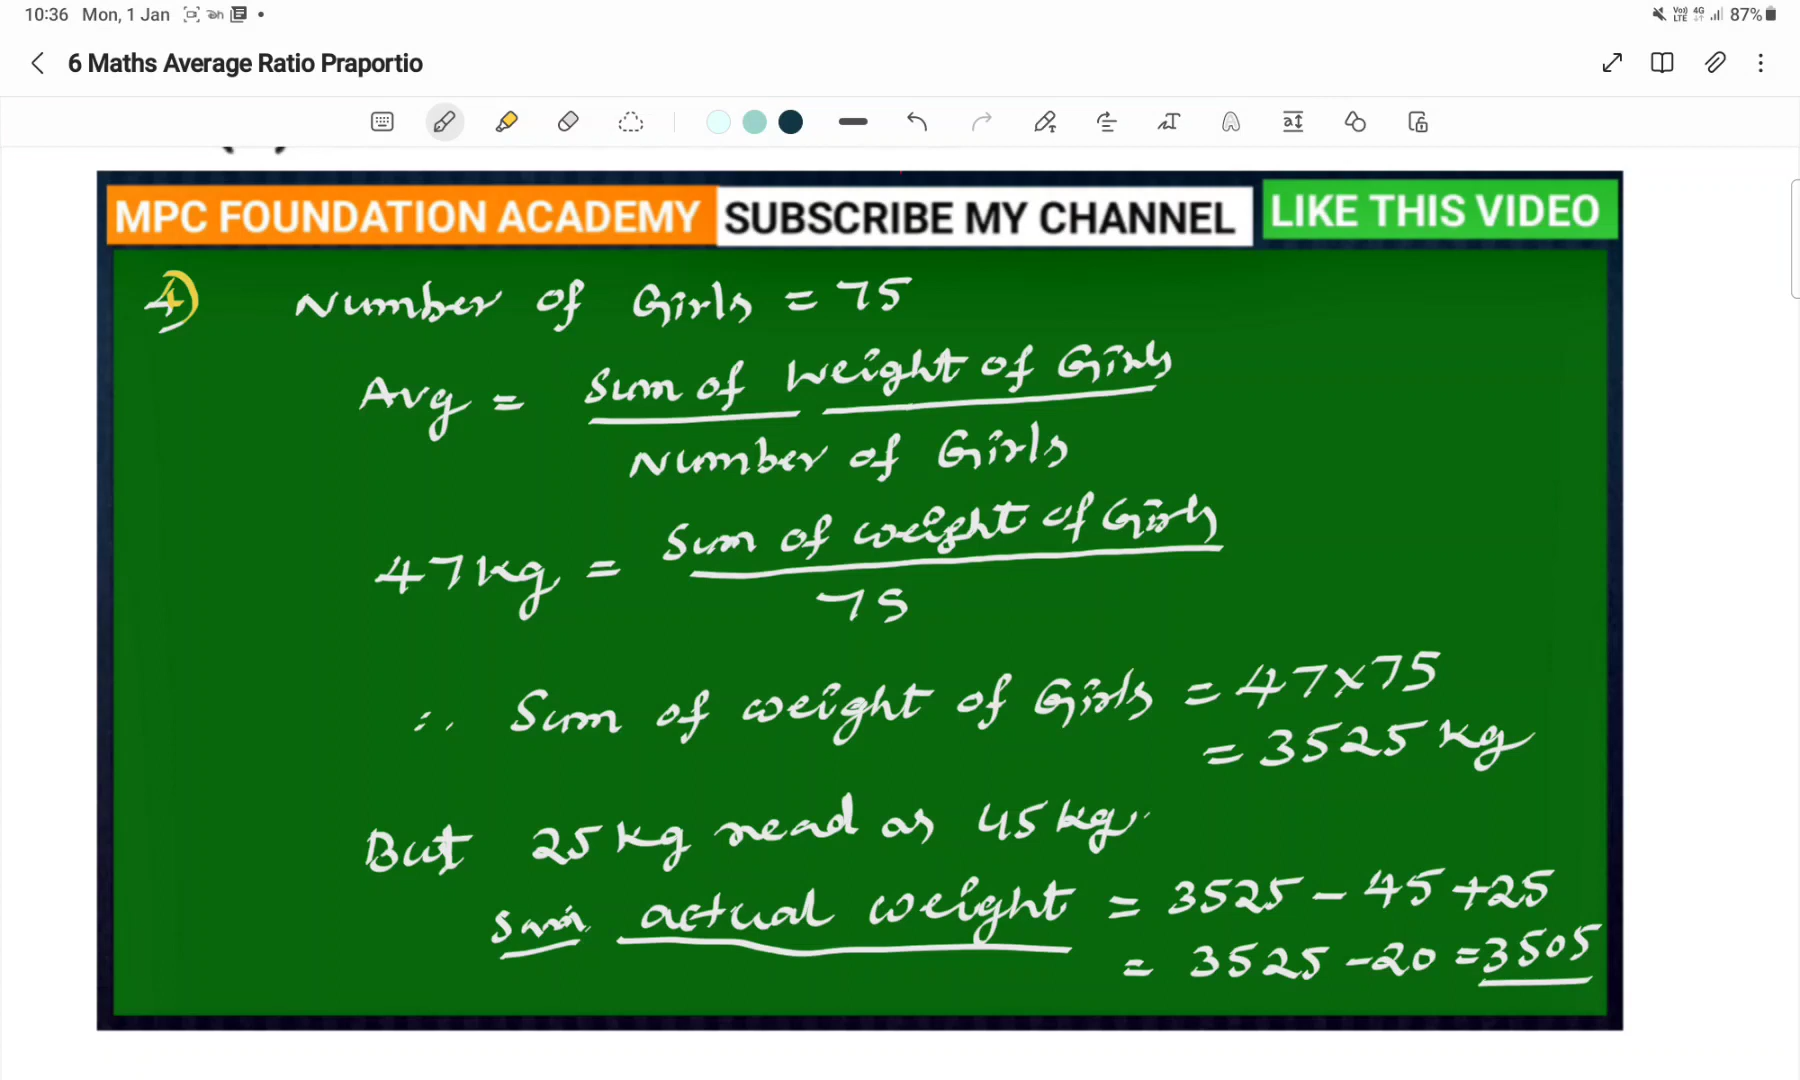 10:36 Mon, 1 Jan
87%
6 Maths Average Ratio Praportio
MPC FOUNDATION ACADEMY SUBSCRIBE MY CHANNEL LIKE THIS VIDEO
4) Number of Girls = 75
Avg = Sum of weight of Girls
Number of Girls
47kg = Sum of weight of Girls
75
∴ Sum of weight of Girls = 47x75
= 3525 kg
But 25 kg read as 45 kg.
Sum actual weight = 3525 - 45 +25
= 3525 -20 =3505